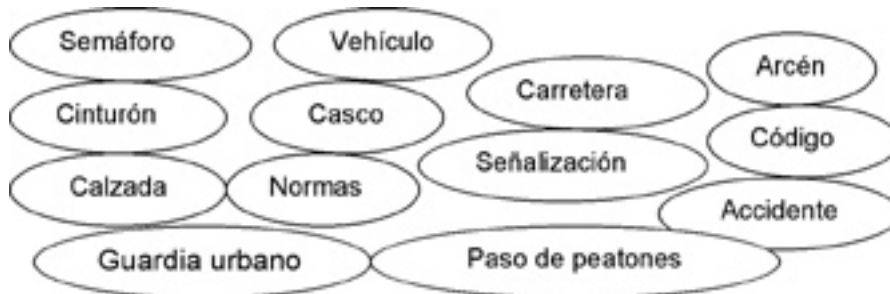 Semáforo
Vehículo
Arcén
Carretera
Cinturón
Casco
Código
Señalización
Calzada
Normas
Accidente
Guardia urbano
Paso de peatones